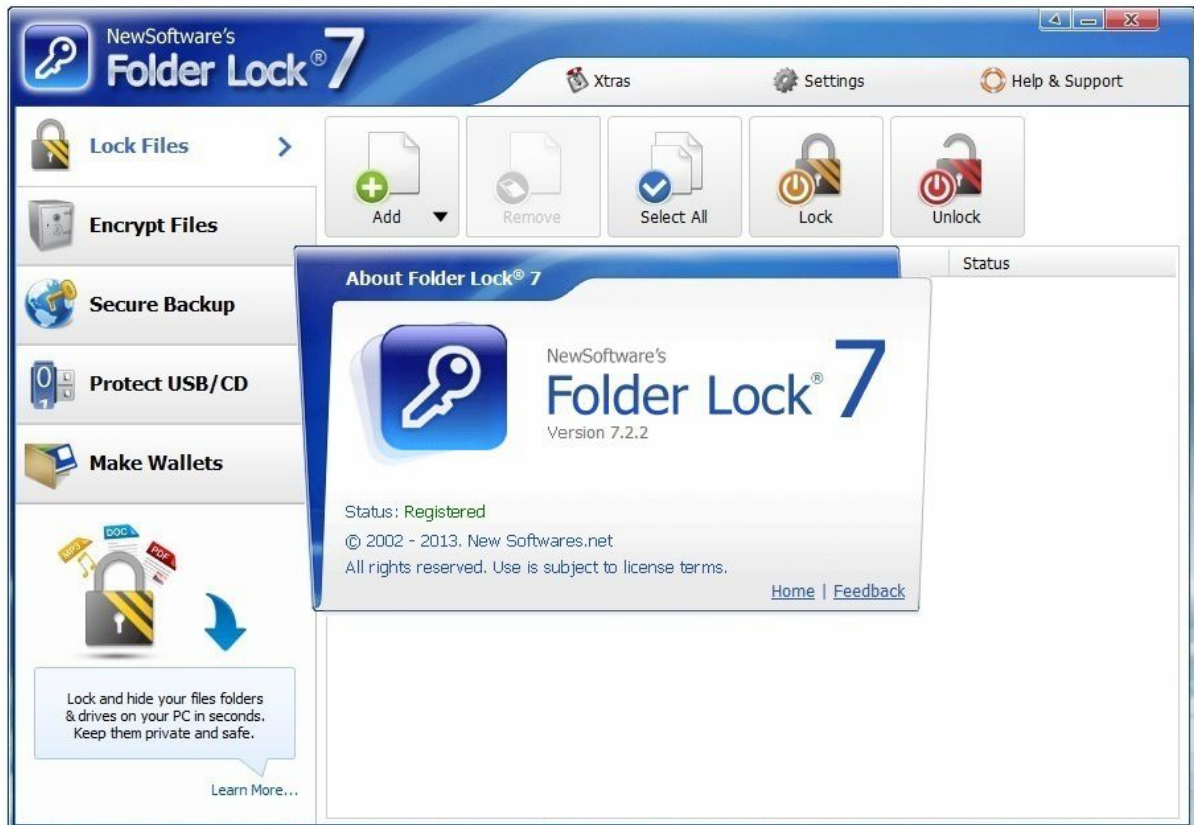 NewSoftware's
Folder Lock®7
Xtras
Settings
Help & Support
Lock Files
Encrypt Files
Secure Backup
Protect USB/CD
Make Wallets
Add
Remove
Select All
Lock
Unlock
Status
About Folder Lock® 7
NewSoftware's
Folder Lock® 7
Version 7.2.2
Status: Registered
© 2002 - 2013. New Softwares.net
All rights reserved. Use is subject to license terms.
Home | Feedback
MP3
DOC
PDF
Lock and hide your files folders
& drives on your PC in seconds.
Keep them private and safe.
Learn More...